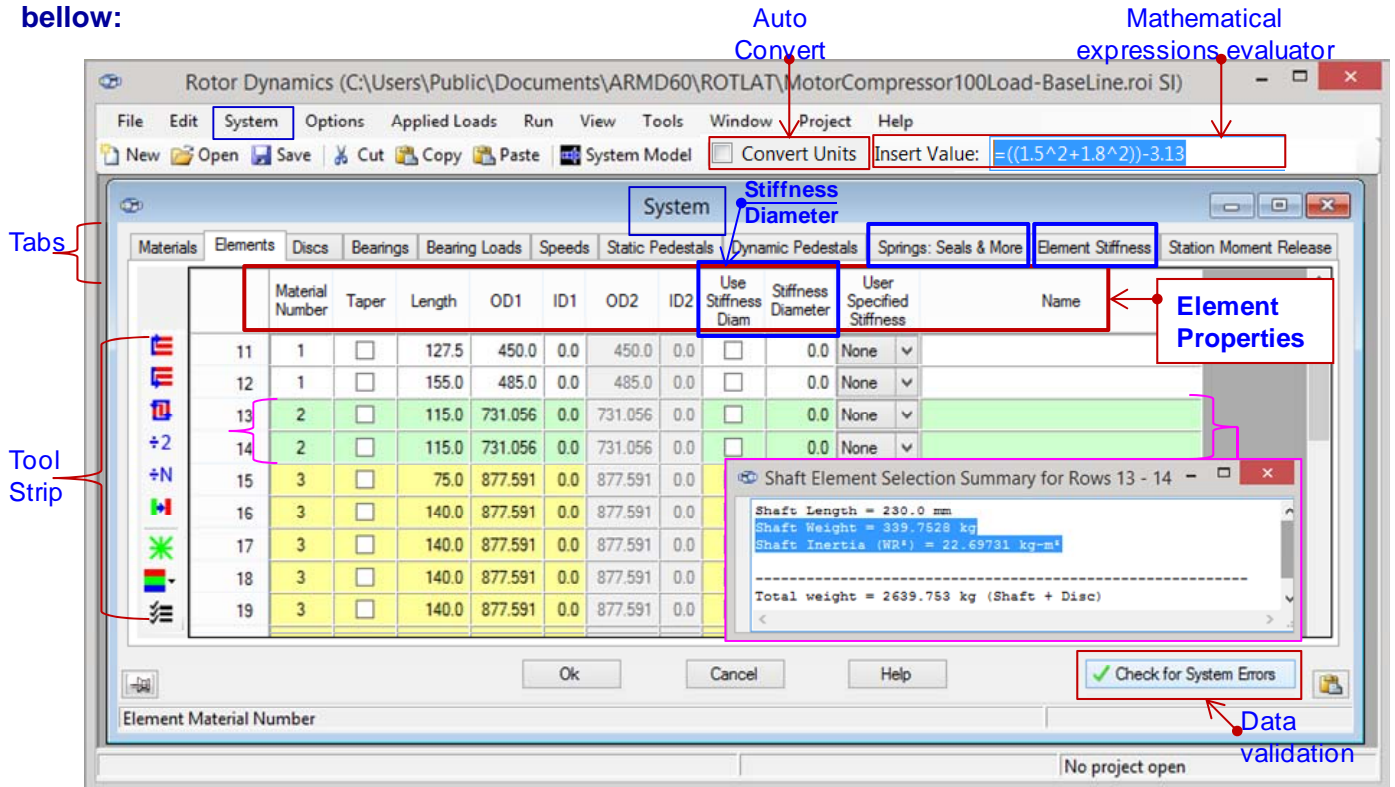 bellow:
Auto
Convert
Mathematical
expressions evaluator
Rotor Dynamics (C:\Users\Public\Documents\ARMD60\ROTLAT\MotorCompressor100Load-BaseLine.roi SI)
File Edit System Options Applied Loads Run View Tools Window Project Help
New Open Save Cut Copy Paste System Model Convert Units Insert Value: =((1.5^2+1.8^2))-3.13
System
Stiffness
Diameter
Tabs
Materials Elements Discs Bearings Bearing Loads Speeds Static Pedestals Dynamic Pedestals Springs: Seals & More Element Stiffness Station Moment Release
Material Number Taper Length OD1 ID1 OD2 ID2 Use Stiffness Diam Stiffness Diameter User Specified Stiffness Name
Element
Properties
11 1 127.5 450.0 0.0 450.0 0.0 0.0 None
12 1 155.0 485.0 0.0 485.0 0.0 0.0 None
13 2 115.0 731.056 0.0 731.056 0.0 0.0 None
÷2 14 2 115.0 731.056 0.0 731.056 0.0 0.0 None
Tool
Strip
÷N 15 3 75.0 877.591 0.0 877.591 0.0
16 3 140.0 877.591 0.0 877.591 0.0
17 3 140.0 877.591 0.0 877.591 0.0
18 3 140.0 877.591 0.0 877.591 0.0
19 3 140.0 877.591 0.0 877.591 0.0
Shaft Element Selection Summary for Rows 13 - 14
Shaft Length = 230.0 mm
Shaft Weight = 339.7528 kg
Shaft Inertia (WR²) = 22.69731 kg-m²
------------------------------------------------------------
Total weight = 2639.753 kg (Shaft + Disc)
Ok Cancel Help Check for System Errors
Element Material Number
Data
validation
No project open